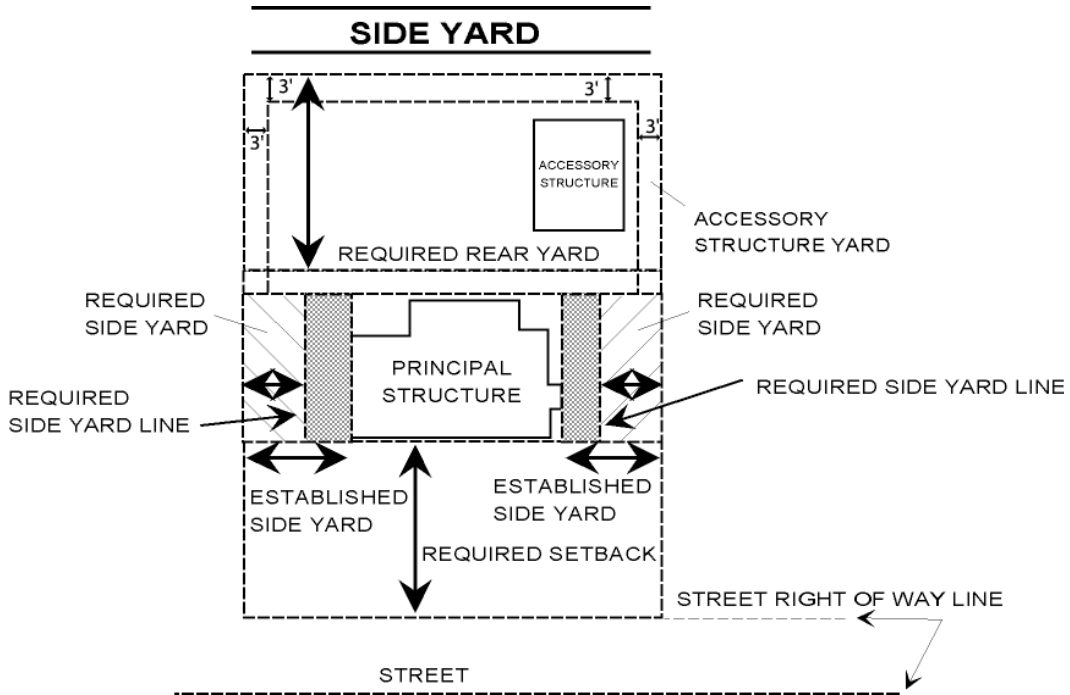 SIDE YARD
3'
3'
3'
3'
ACCESSORY
STRUCTURE
ACCESSORY
STRUCTURE YARD
REQUIRED REAR YARD
REQUIRED
SIDE YARD
REQUIRED
SIDE YARD
PRINCIPAL
STRUCTURE
REQUIRED
SIDE YARD LINE
REQUIRED SIDE YARD LINE
ESTABLISHED
SIDE YARD
ESTABLISHED
SIDE YARD
REQUIRED SETBACK
STREET RIGHT OF WAY LINE
STREET